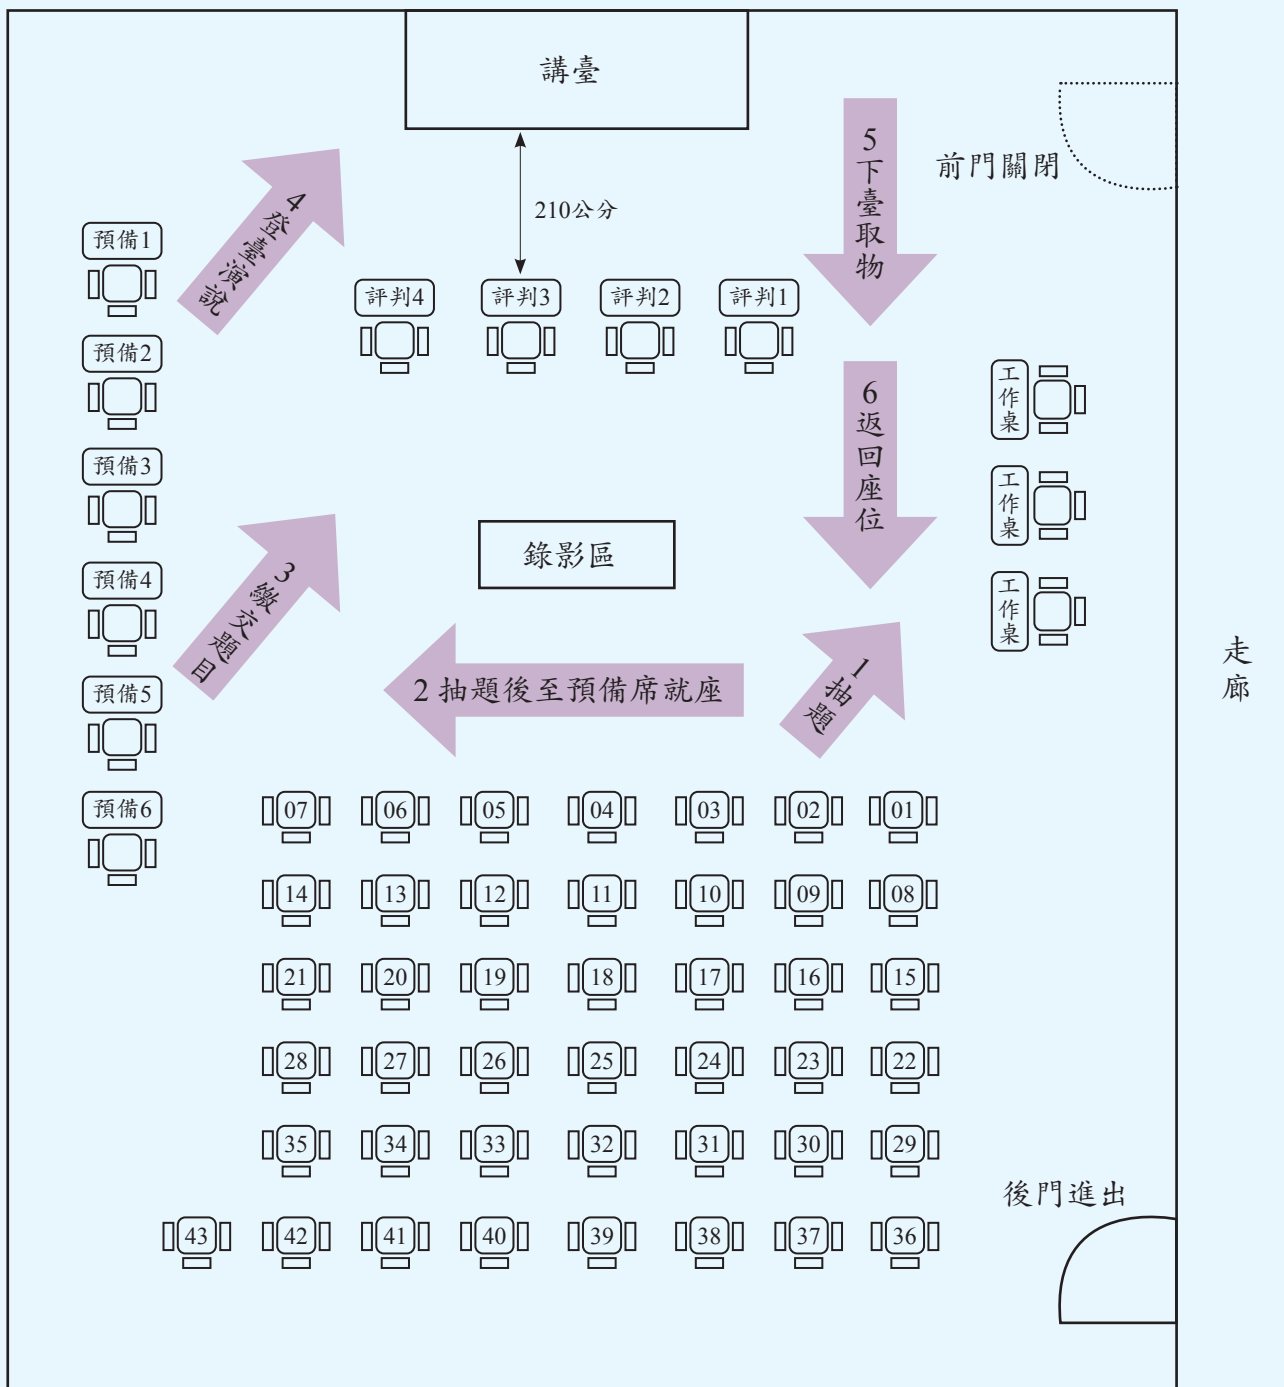 講臺
5下臺取物
前門關閉
4登臺演說
210公分
預備1
評判4
評判3
評判2
評判1
預備2
工作桌
6返回座位
預備3
工作桌
錄影區
3繳交題目
預備4
工作桌
走廊
1抽題
2 抽題後至預備席就座
預備5
預備6
07 06 05 04 03 02 01
14 13 12 11 10 09 08
21 20 19 18 17 16 15
28 27 26 25 24 23 22
35 34 33 32 31 30 29
後門進出
43 42 41 40 39 38 37 36